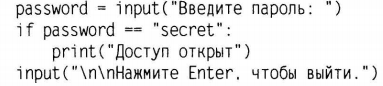 password = input("Введите пароль: ")
if password == "secret":
    print("Доступ открыт")
input("\n\nНажмите Enter, чтобы выйти.")